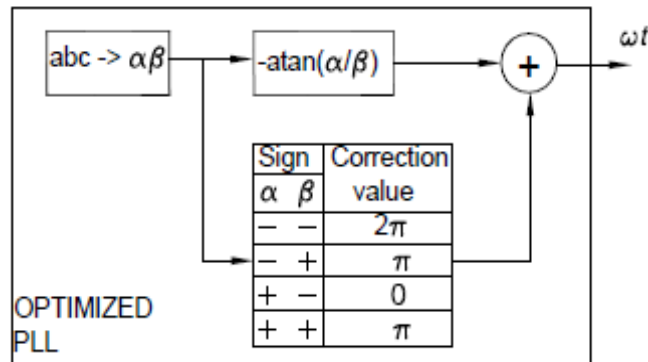 abc -> αβ
-atan(α/β)
+
ωt
Sign Correction value
α β
− − 2π
− + π
+ − 0
+ + π
OPTIMIZED
PLL